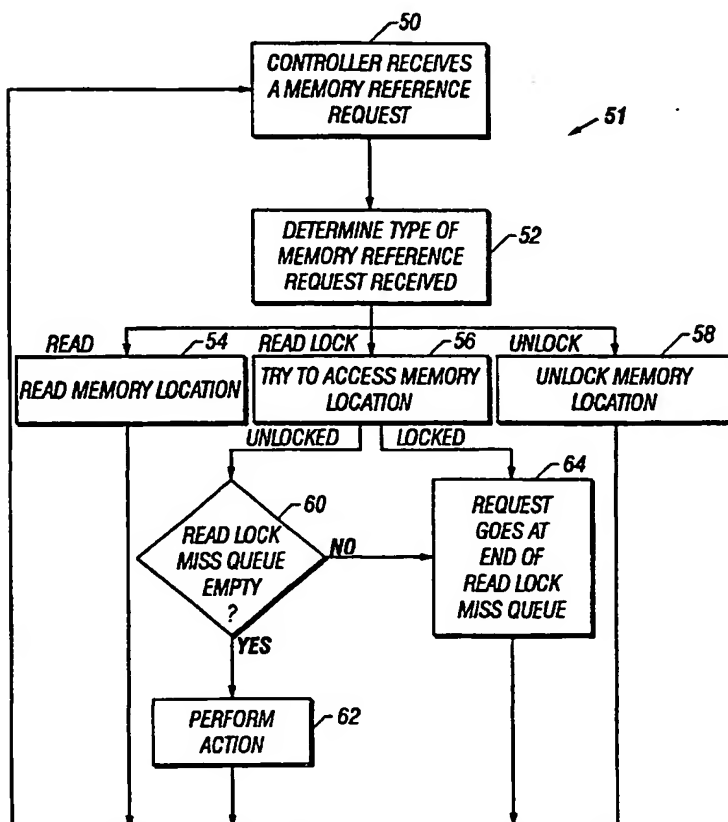 50
CONTROLLER RECEIVES
A MEMORY REFERENCE
REQUEST
51
DETERMINE TYPE OF
MEMORY REFERENCE
REQUEST RECEIVED
52
READ
54
READ LOCK
56
UNLOCK
58
READ MEMORY LOCATION
TRY TO ACCESS MEMORY
LOCATION
UNLOCK MEMORY
LOCATION
UNLOCKED
LOCKED
60
64
READ LOCK
MISS QUEUE
EMPTY
?
NO
REQUEST
GOES AT
END OF
READ LOCK
MISS QUEUE
YES
PERFORM
ACTION
62